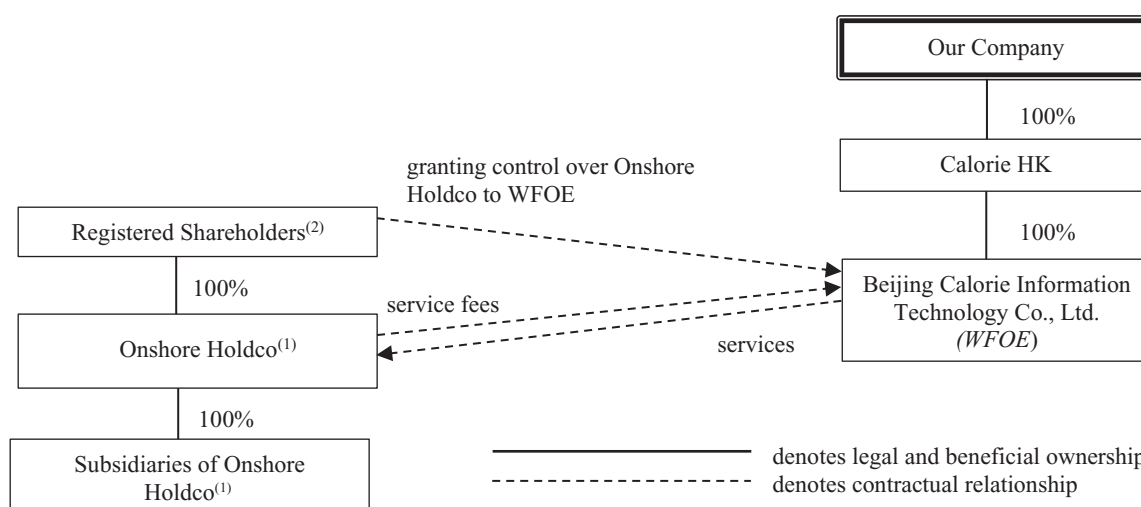 Our Company
100%
Calorie HK
100%
Beijing Calorie Information
Technology Co., Ltd.
(WFOE)
granting control over Onshore
Holdco to WFOE
Registered Shareholders(2)
100%
service fees
services
Onshore Holdco(1)
100%
Subsidiaries of Onshore
Holdco(1)
denotes legal and beneficial ownership
denotes contractual relationship